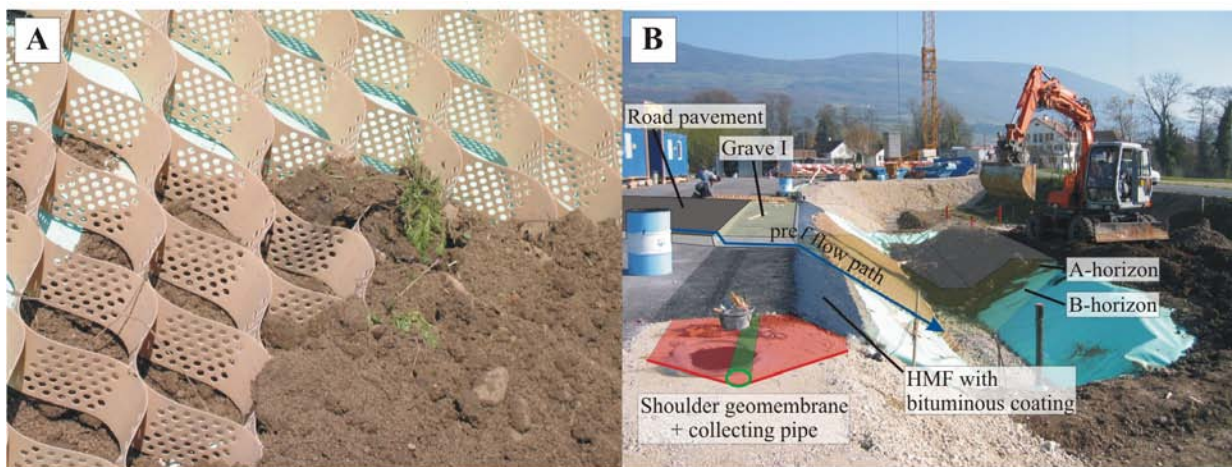 A
B
Road pavement
Grave I
pref flow path
A-horizon
B-horizon
HMF with
bituminous coating
Shoulder geomembrane
+ collecting pipe